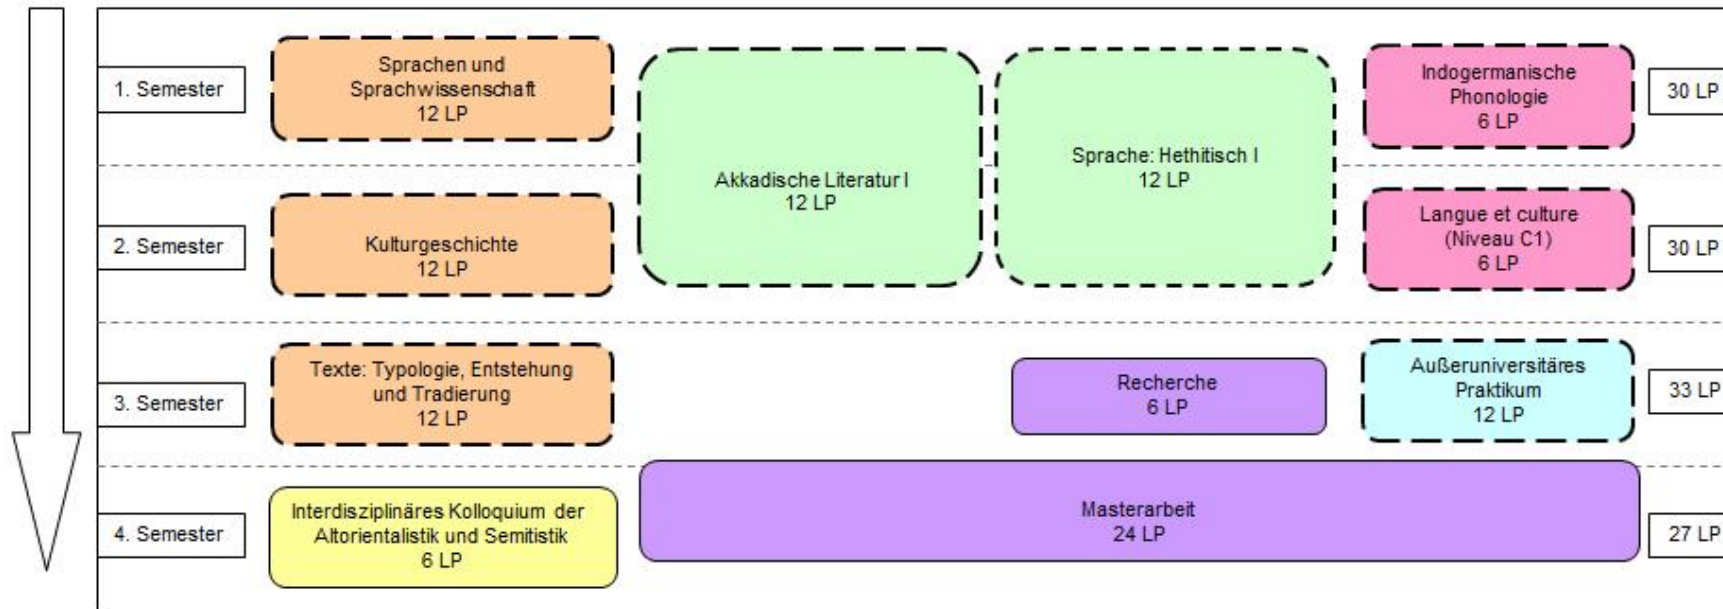 1. Semester
Sprachen und
Sprachwissenschaft
12 LP
Akkadische Literatur I
12 LP
Sprache: Hethitisch I
12 LP
Indogermanische
Phonologie
6 LP
30 LP
2. Semester
Kulturgeschichte
12 LP
Langue et culture
(Niveau C1)
6 LP
30 LP
3. Semester
Texte: Typologie, Entstehung
und Tradierung
12 LP
Recherche
6 LP
Außeruniversitäres
Praktikum
12 LP
33 LP
4. Semester
Interdisziplinäres Kolloquium der
Altorientalistik und Semitistik
6 LP
Masterarbeit
24 LP
27 LP